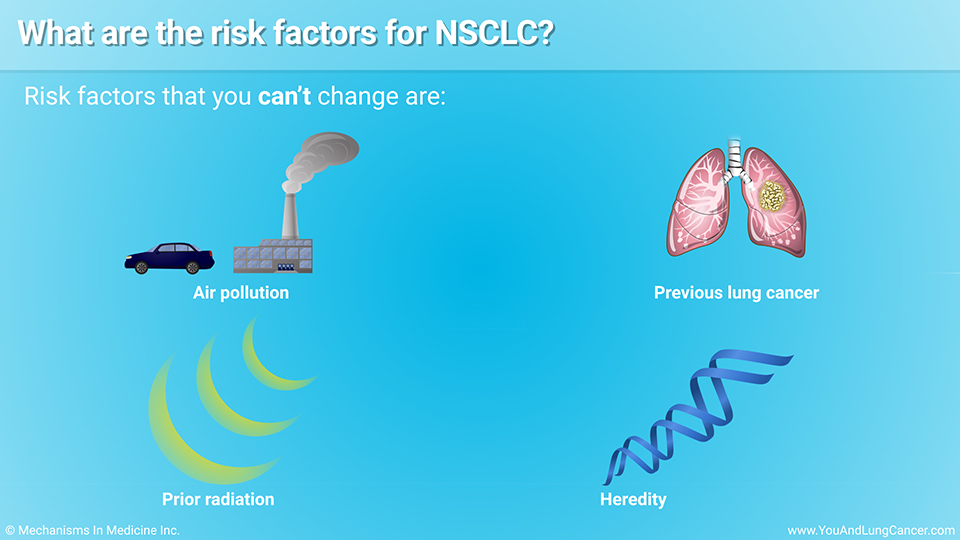 What are the risk factors for NSCLC?
Risk factors that you can't change are:
Air pollution
Previous lung cancer
Prior radiation
Heredity
© Mechanisms In Medicine Inc.
www.YouAndLungCancer.com